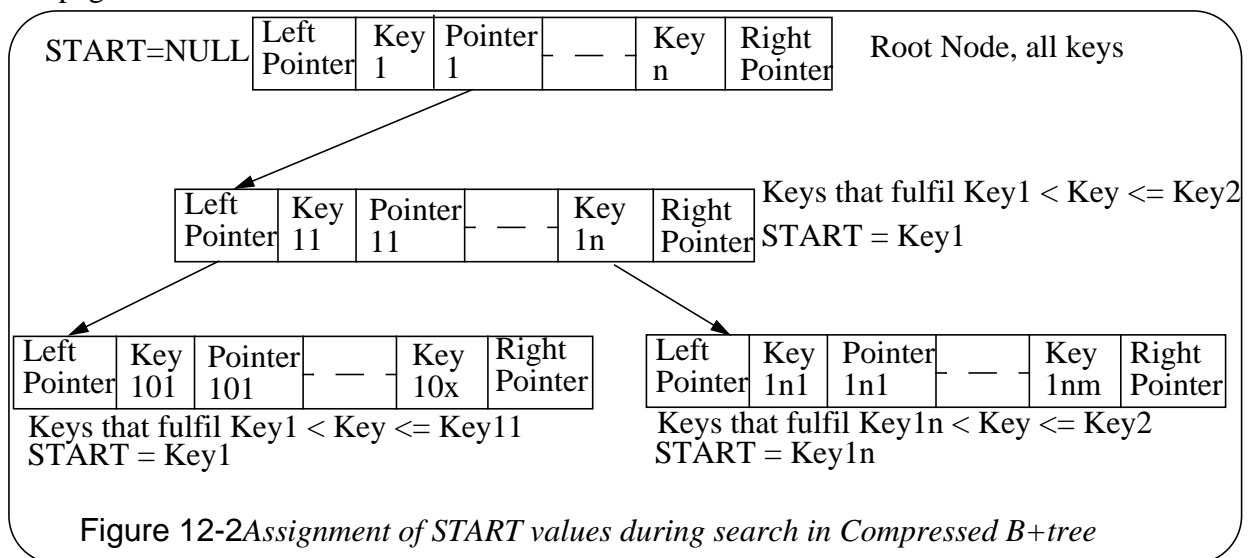 START=NULL
Left Pointer
Key 1
Pointer 1
Key n
Right Pointer
Root Node, all keys
Left Pointer
Key 11
Pointer 11
Key 1n
Right Pointer
Keys that fulfil Key1 < Key <= Key2
START = Key1
Left Pointer
Key 101
Pointer 101
Key 10x
Right Pointer
Keys that fulfil Key1 < Key <= Key11
START = Key1
Left Pointer
Key 1n1
Pointer 1n1
Key 1nm
Right Pointer
Keys that fulfil Key1n < Key <= Key2
START = Key1n
Figure 12-2Assignment of START values during search in Compressed B+tree